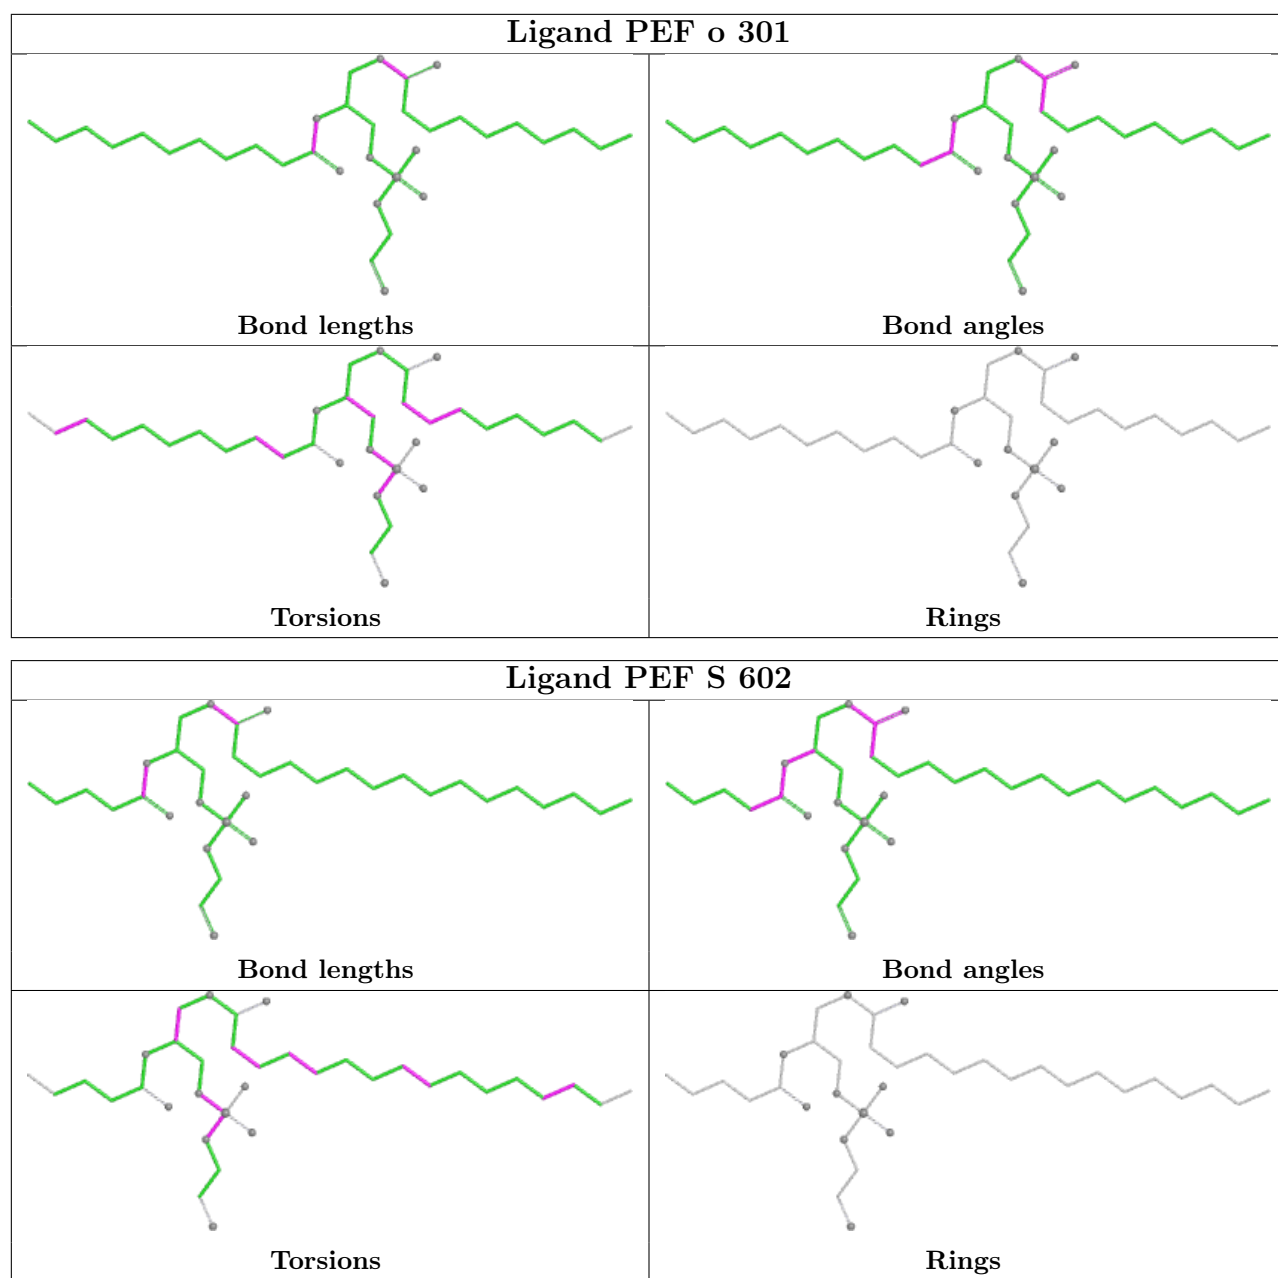 Ligand PEF o 301
Bond lengths
Bond angles
Torsions
Rings
Ligand PEF S 602
Bond lengths
Bond angles
Torsions
Rings